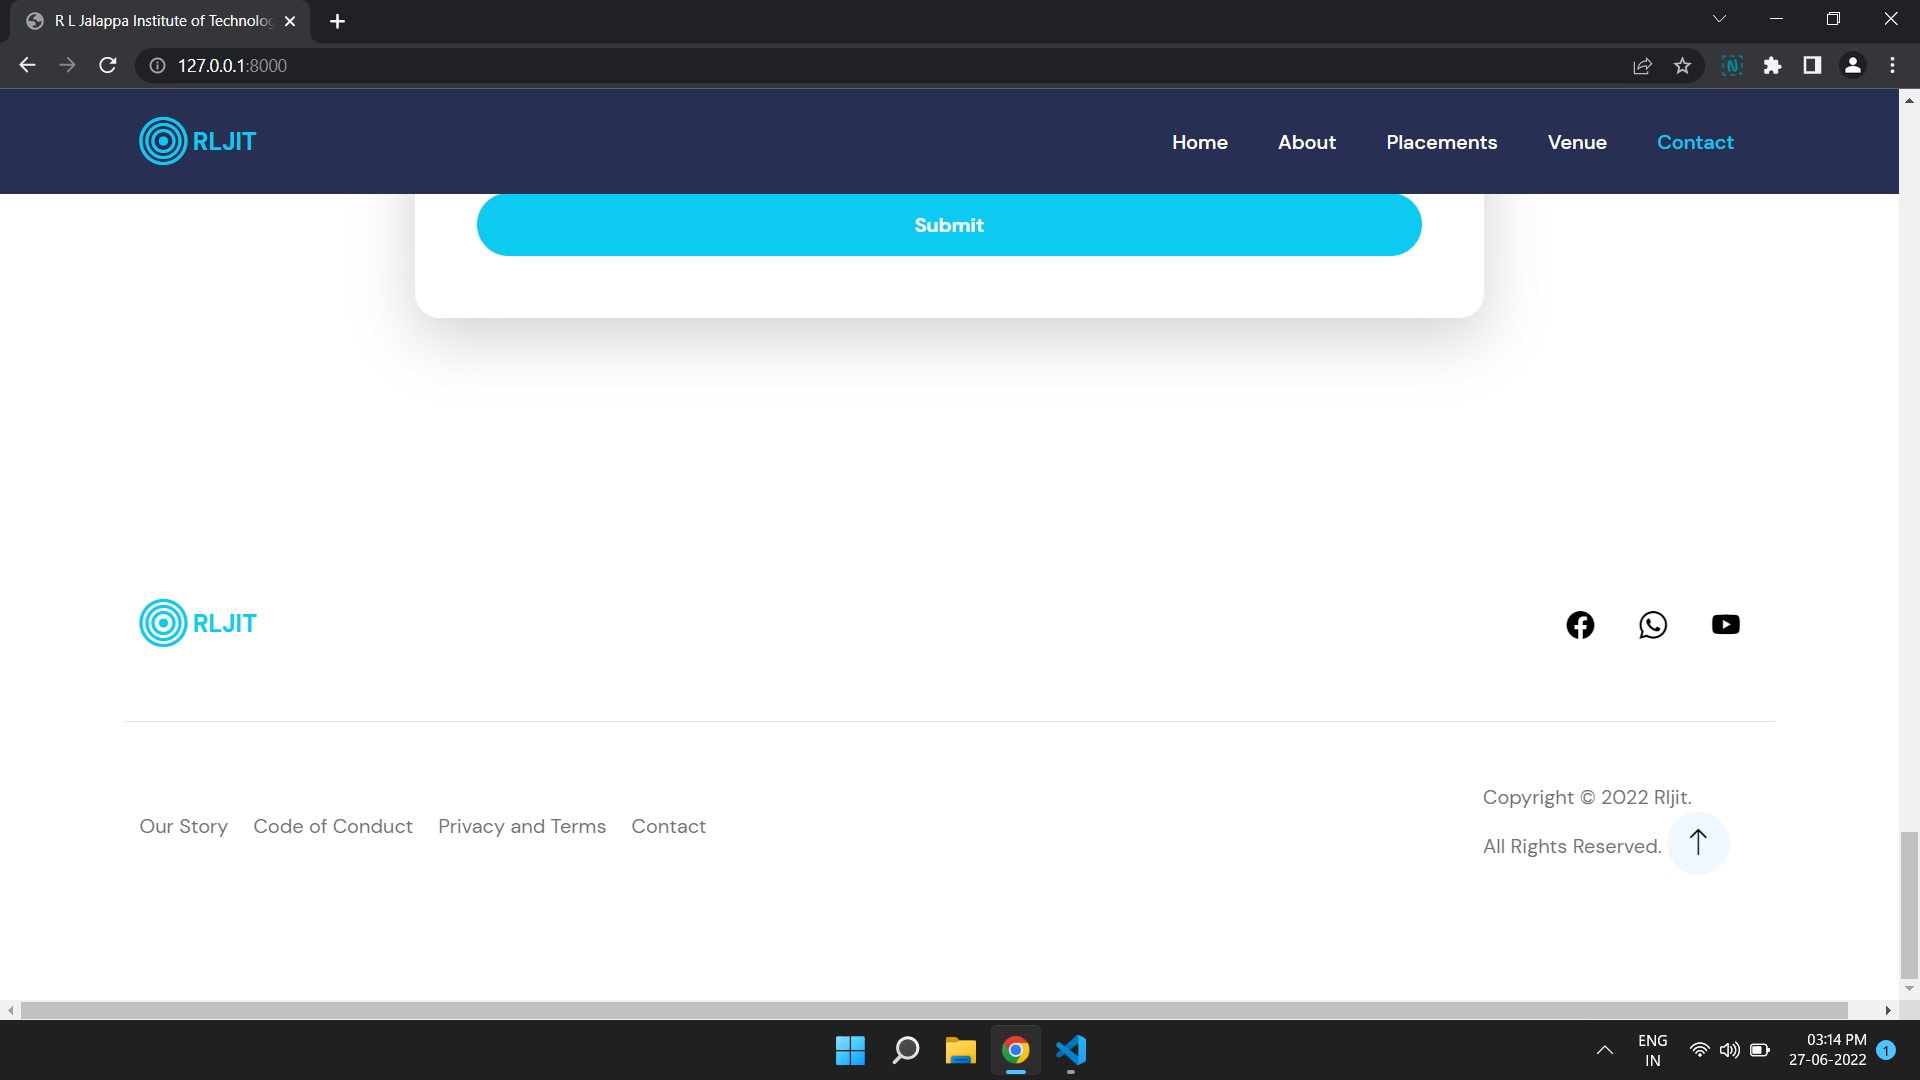 R L Jalappa Institute of Technolog
127.0.0.1:8000
RLJIT
Home About Placements Venue Contact
Submit
RLJIT
Our Story Code of Conduct Privacy and Terms Contact
Copyright © 2022 Rljit.
All Rights Reserved.
ENG
IN
03:14 PM
27-06-2022
1